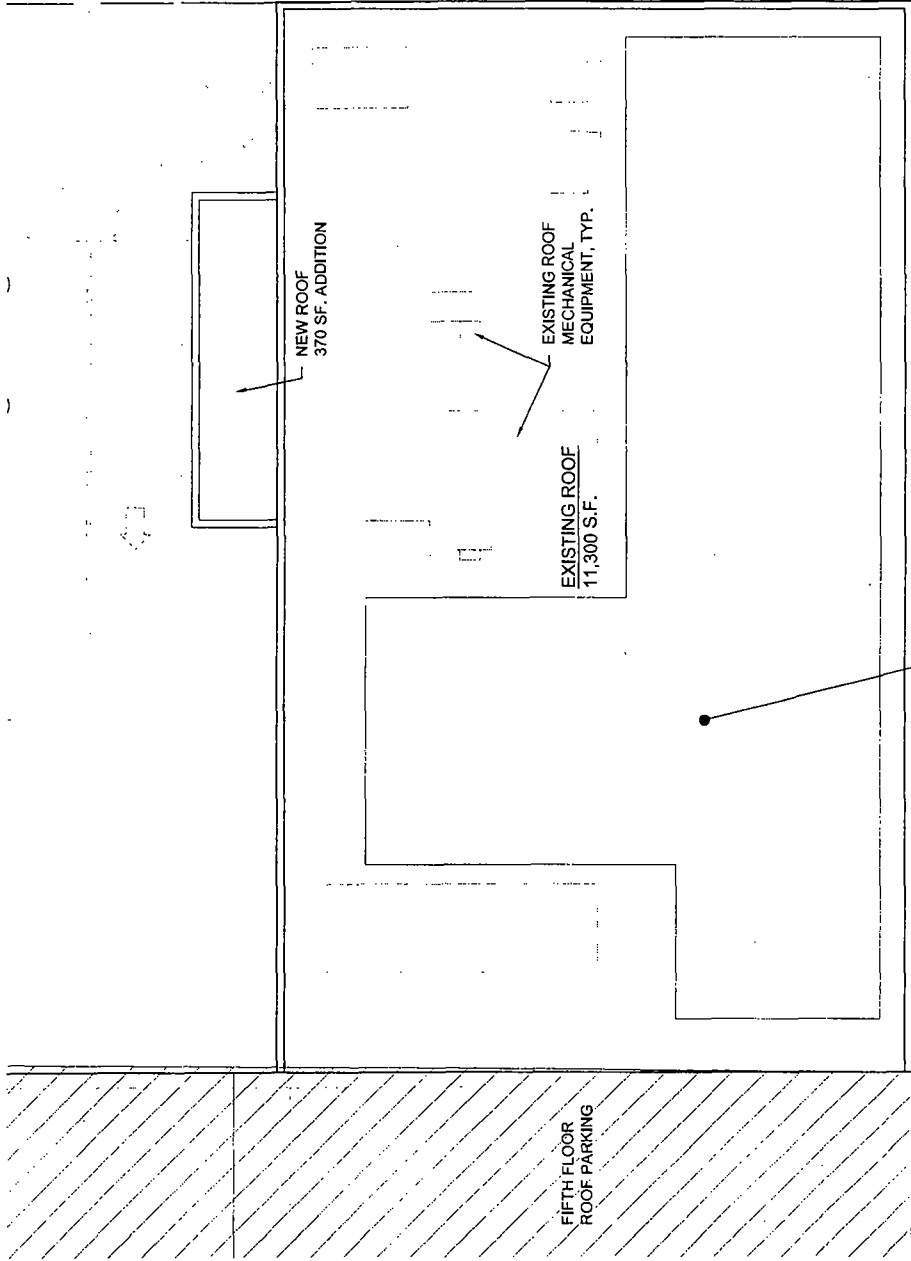 NEW ROOF
370 SF. ADDITION
EXISTING ROOF
MECHANICAL
EQUIPMENT, TYP.
EXISTING ROOF
11,300 S.F.
FIFTH FLOOR
ROOF PARKING